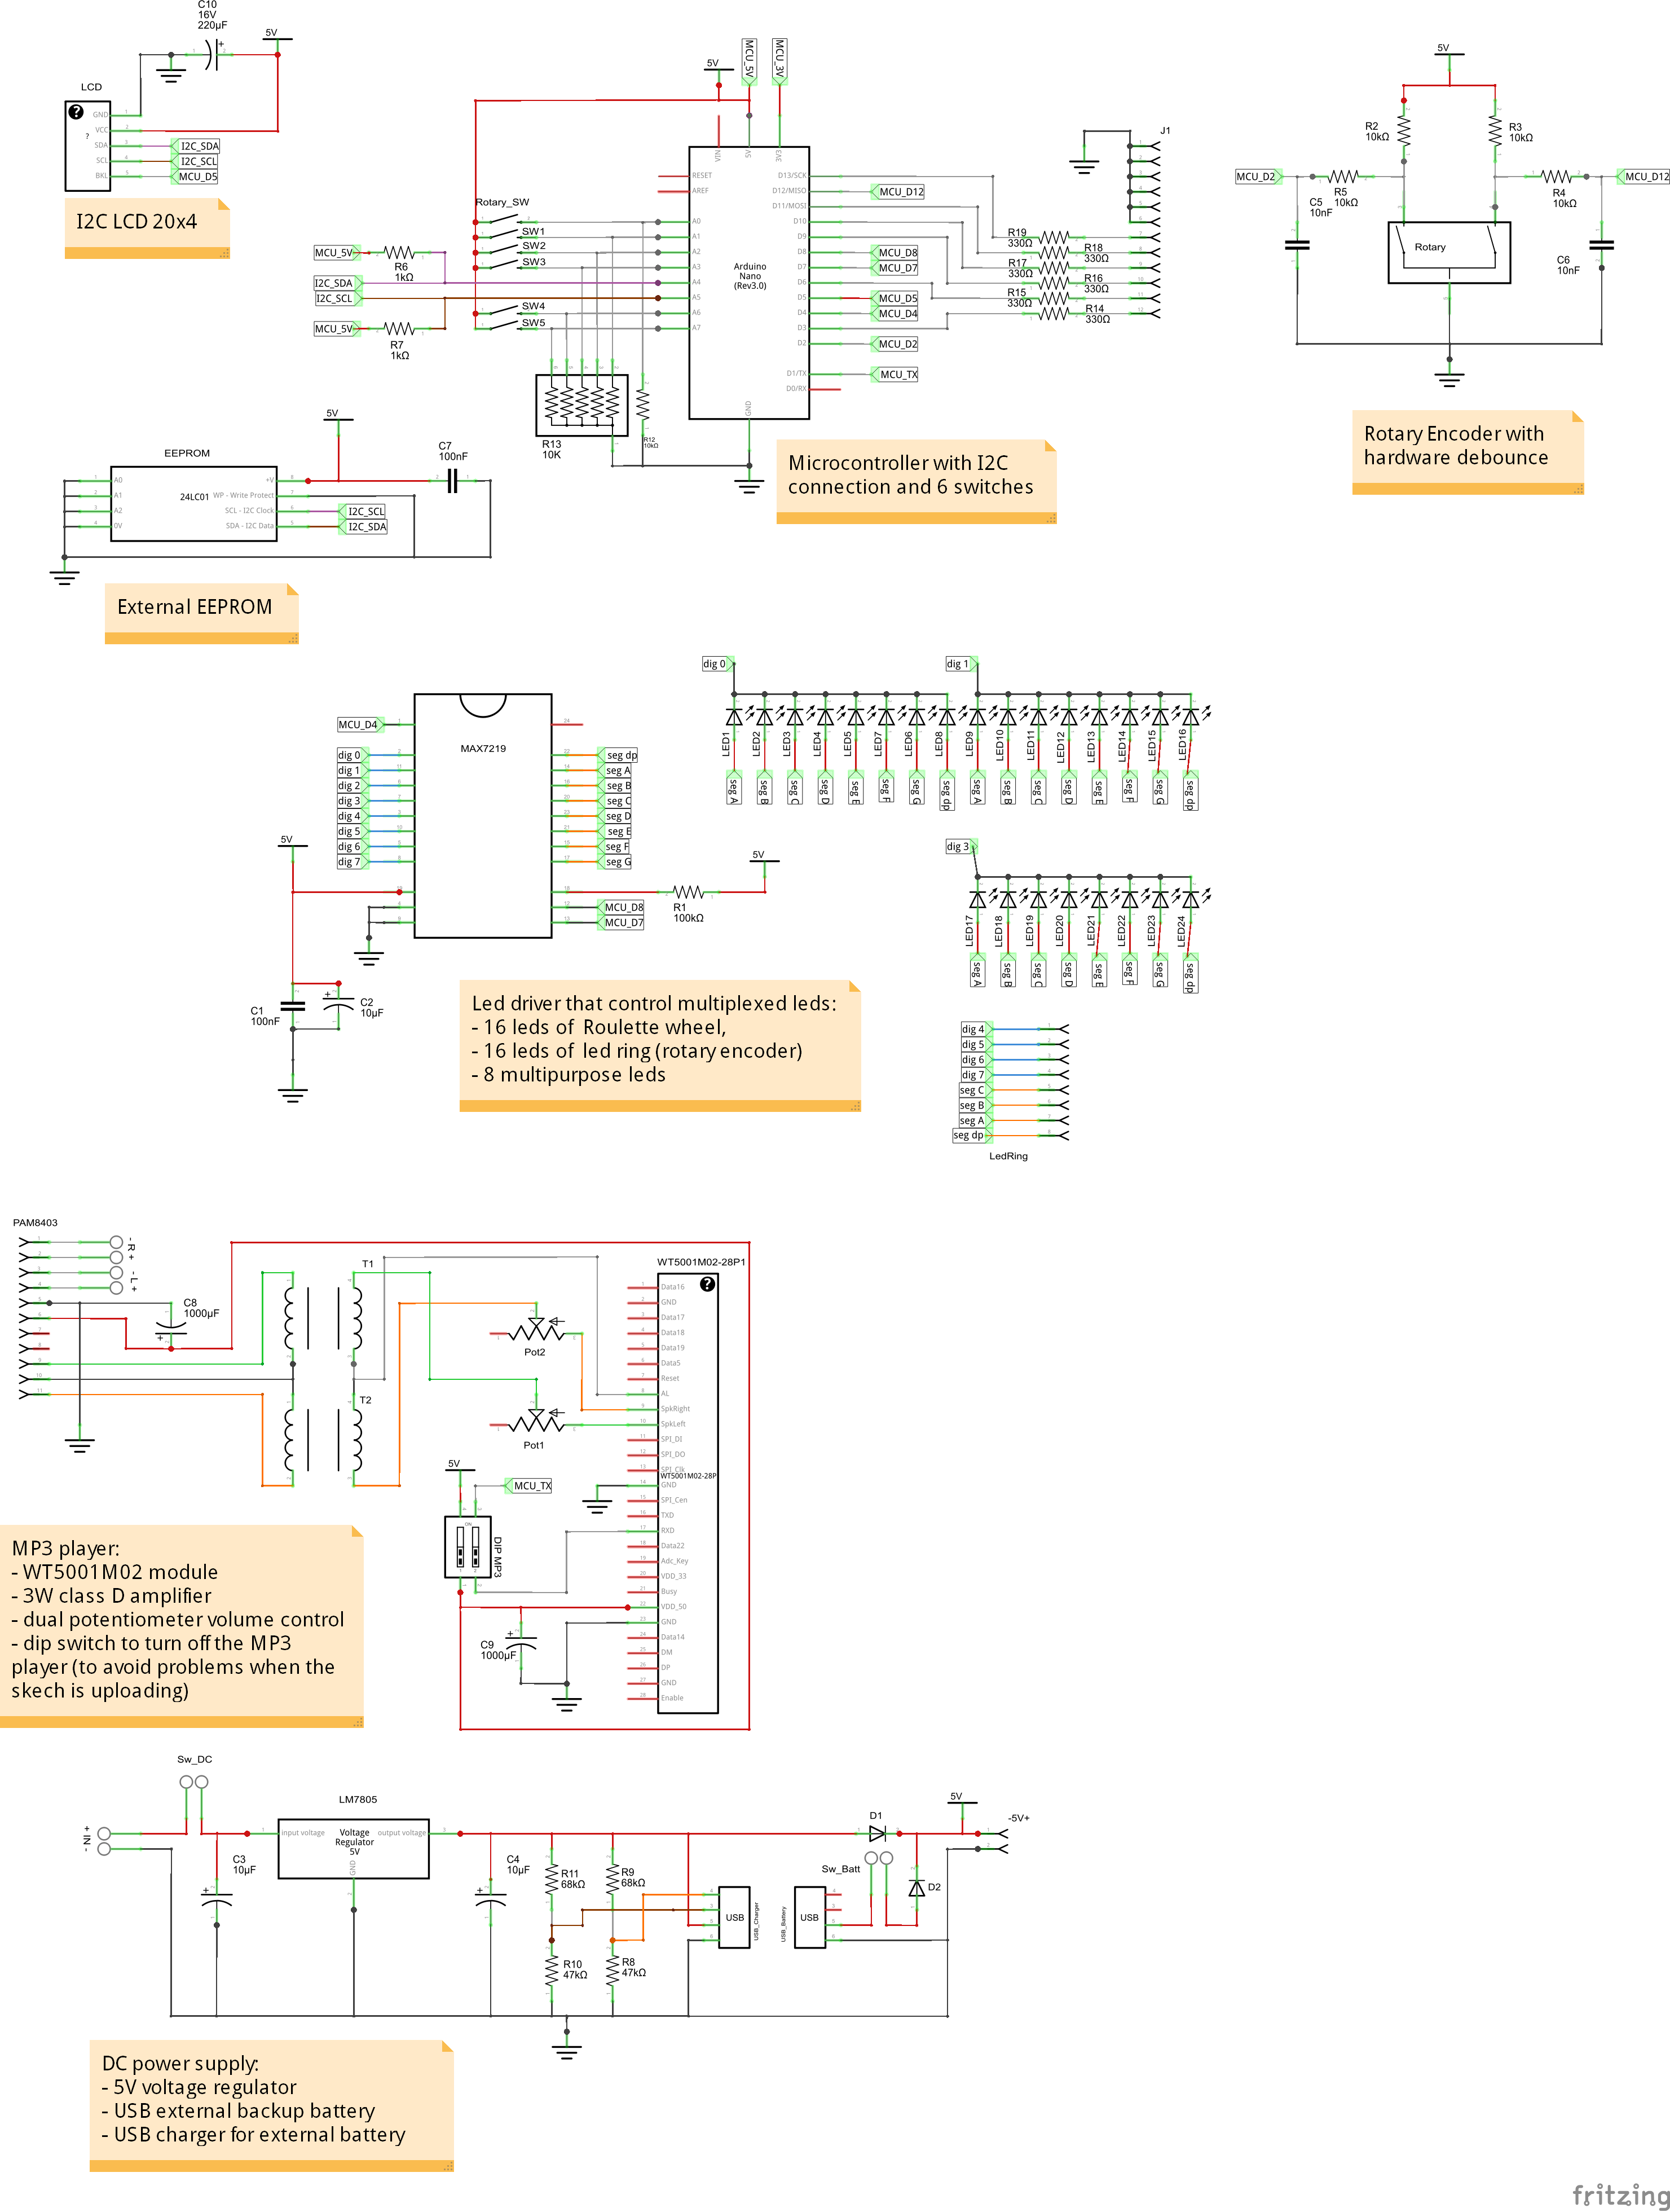 C10
16V
220µF
5V
LCD
GND
VCC
SDA
SCL
BKL
?
I2C_SDA
I2C_SCL
MCU_D5
I2C LCD 20x4
5V
MCU_5V
MCU_3V
VIN
5V
3V3
RESET
AREF
A0
A1
A2
A3
A4
A5
A6
A7
Arduino
Nano
(Rev3.0)
D13/SCK
D12/MISO
D11/MOSI
D10
D9
D8
D7
D6
D5
D4
D3
D2
D1/TX
D0/RX
GND
Rotary_SW
SW1
SW2
SW3
SW4
SW5
MCU_5V
R6
1kΩ
I2C_SDA
I2C_SCL
MCU_5V
R7
1kΩ
R13
10K
R12
10kΩ
MCU_D12
MCU_D8
MCU_D7
MCU_D5
MCU_D4
MCU_D2
MCU_TX
J1
R19
330Ω
R18
330Ω
R17
330Ω
R16
330Ω
R15
330Ω
R14
330Ω
Microcontroller with I2C
connection and 6 switches
5V
R2
10kΩ
R3
10kΩ
MCU_D2
R5
10kΩ
R4
10kΩ
MCU_D12
C5
10nF
C6
10nF
Rotary
Rotary Encoder with
hardware debounce
EEPROM
5V
C7
100nF
A0
A1
A2
0V
24LC01
+V
WP - Write Protect
SCL - I2C Clock
SDA - I2C Data
I2C_SCL
I2C_SDA
External EEPROM
MAX7219
MCU_D4
dig 0
dig 1
dig 2
dig 3
dig 4
dig 5
dig 6
dig 7
seg dp
seg A
seg B
seg C
seg D
seg E
seg F
seg G
5V
5V
R1
100kΩ
MCU_D8
MCU_D7
C1
100nF
C2
10µF
Led driver that control multiplexed leds:
- 16 leds of Roulette wheel,
- 16 leds of led ring (rotary encoder)
- 8 multipurpose leds
dig 0
LED1
LED2
LED3
LED4
LED5
LED7
LED6
LED8
seg A
seg B
seg C
seg D
seg E
seg F
seg G
seg dp
dig 1
LED9
LED10
LED11
LED12
LED13
LED14
LED15
LED16
seg A
seg B
seg C
seg D
seg E
seg F
seg G
seg dp
dig 3
LED17
LED18
LED19
LED20
LED21
LED22
LED23
LED24
seg A
seg B
seg C
seg D
seg E
seg F
seg G
seg dp
dig 4
dig 5
dig 6
dig 7
seg C
seg B
seg A
seg dp
LedRing
PAM8403
- R +
- L +
C8
1000µF
T1
T2
Pot2
Pot1
WT5001M02-28P1
?
Data16
GND
Data17
Data18
Data19
Data5
Reset
AL
SpkRight
SpkLeft
SPI_DI
SPI_DO
SPI_Clk
WT5001M02-28P
GND
SPI_Cen
TXD
RXD
Data22
Adc_Key
VDD_33
Busy
VDD_50
GND
Data14
DM
DP
GND
Enable
5V
MCU_TX
ON
DIP MP3
C9
1000µF
MP3 player:
- WT5001M02 module
- 3W class D amplifier
- dual potentiometer volume control
- dip switch to turn off the MP3
player (to avoid problems when the
skech is uploading)
Sw_DC
- IN +
LM7805
input voltage
Voltage
Regulator
5V
output voltage
GND
C3
10µF
C4
10µF
R11
68kΩ
R9
68kΩ
R10
47kΩ
R8
47kΩ
USB
USB_Charger
USB_Battery
USB
Sw_Batt
D1
D2
5V
-5V+
DC power supply:
- 5V voltage regulator
- USB external backup battery
- USB charger for external battery
fritzing